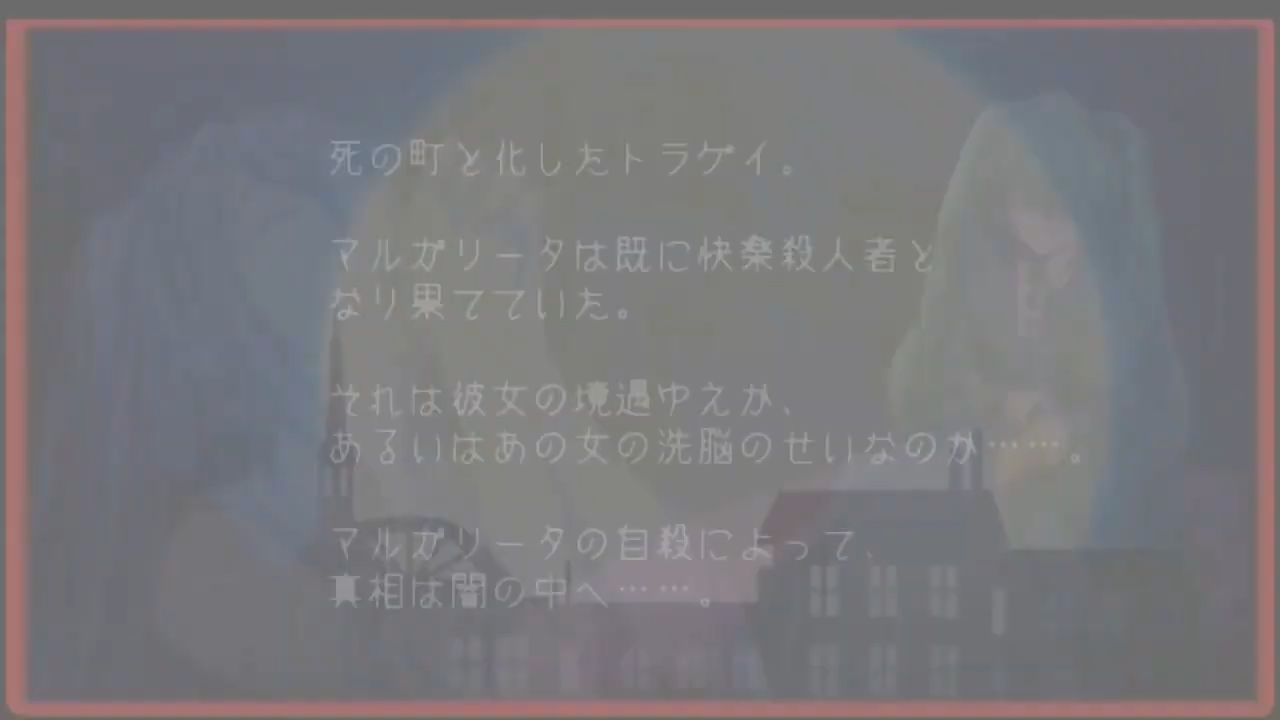 死の町と化したトラゲイ。
マルガリータは既に快楽殺人者と
なり果てていた。
それは彼女の境遇ゆえか、
あるいはあの女の洗脳のせいなのか……。
マルガリータの自殺によって、
真相は闇の中へ……。